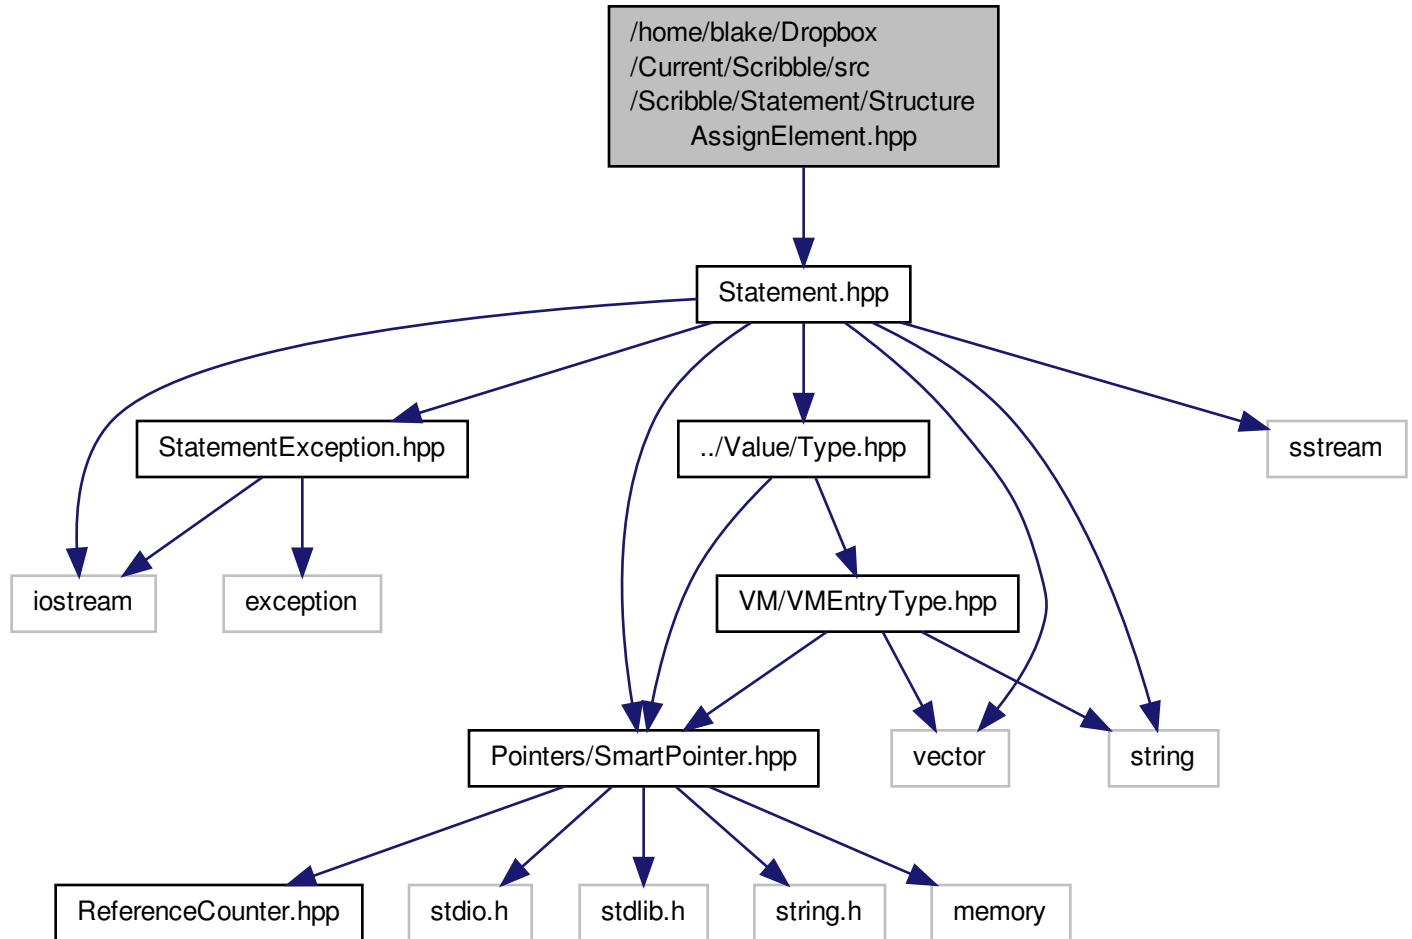 /home/blake/Dropbox
/Current/Scribble/src
/Scribble/Statement/Structure
AssignElement.hpp
Statement.hpp
StatementException.hpp
../Value/Type.hpp
sstream
iostream
exception
VM/VMEntryType.hpp
Pointers/SmartPointer.hpp
vector
string
ReferenceCounter.hpp
stdio.h
stdlib.h
string.h
memory